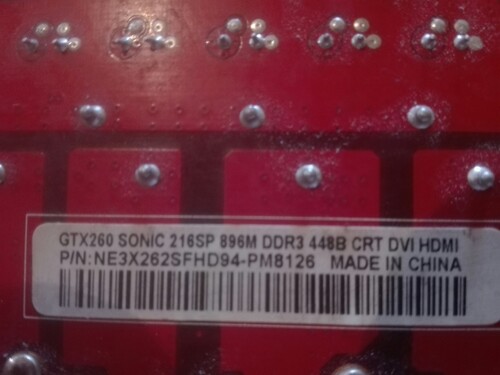 GTX260 SONIC 216SP 896M DDR3 448B CRT DVI HDMI
P/N:NE3X262SFHD94-PM8126 MADE IN CHINA